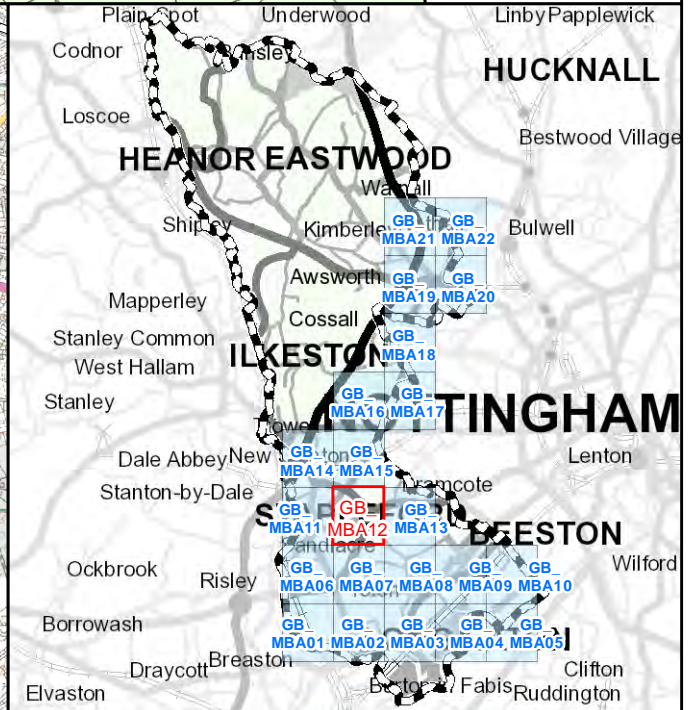 Plain Spot
Underwood
Linby Papplewick
Codnor
HUCKNALL
Loscoe
Bestwood Village
HEANOR EASTWOOD
Shipley
Kimberley
GB_
MBA21
GB_
MBA22
Bulwell
Awsworth
GB_
MBA19
GB_
MBA20
Mapperley
Cossall
Stanley Common
GB_
MBA18
West Hallam
ILKESTON
Stanley
GB_
MBA16
GB_
MBA17
TTINGHAM
Dale Abbey
New
GB_
MBA14
GB_
MBA15
Lenton
Stanton-by-Dale
GB_
MBA11
GB_
MBA12
GB_
MBA13
BEESTON
Ockbrook
Risley
GB_
MBA06
GB_
MBA07
GB_
MBA08
GB_
MBA09
GB_
MBA10
Wilford
Borrowash
GB_
MBA01
GB_
MBA02
GB_
MBA03
GB_
MBA04
GB_
MBA05
Draycott
Breaston
Clifton
Elvaston
Fabis
Ruddington